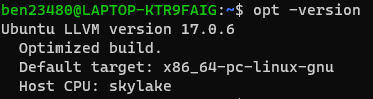 ben23480@LAPTOP-KTR9FAIG:~$ opt -version
Ubuntu LLVM version 17.0.6
  Optimized build.
  Default target: x86_64-pc-linux-gnu
  Host CPU: skylake